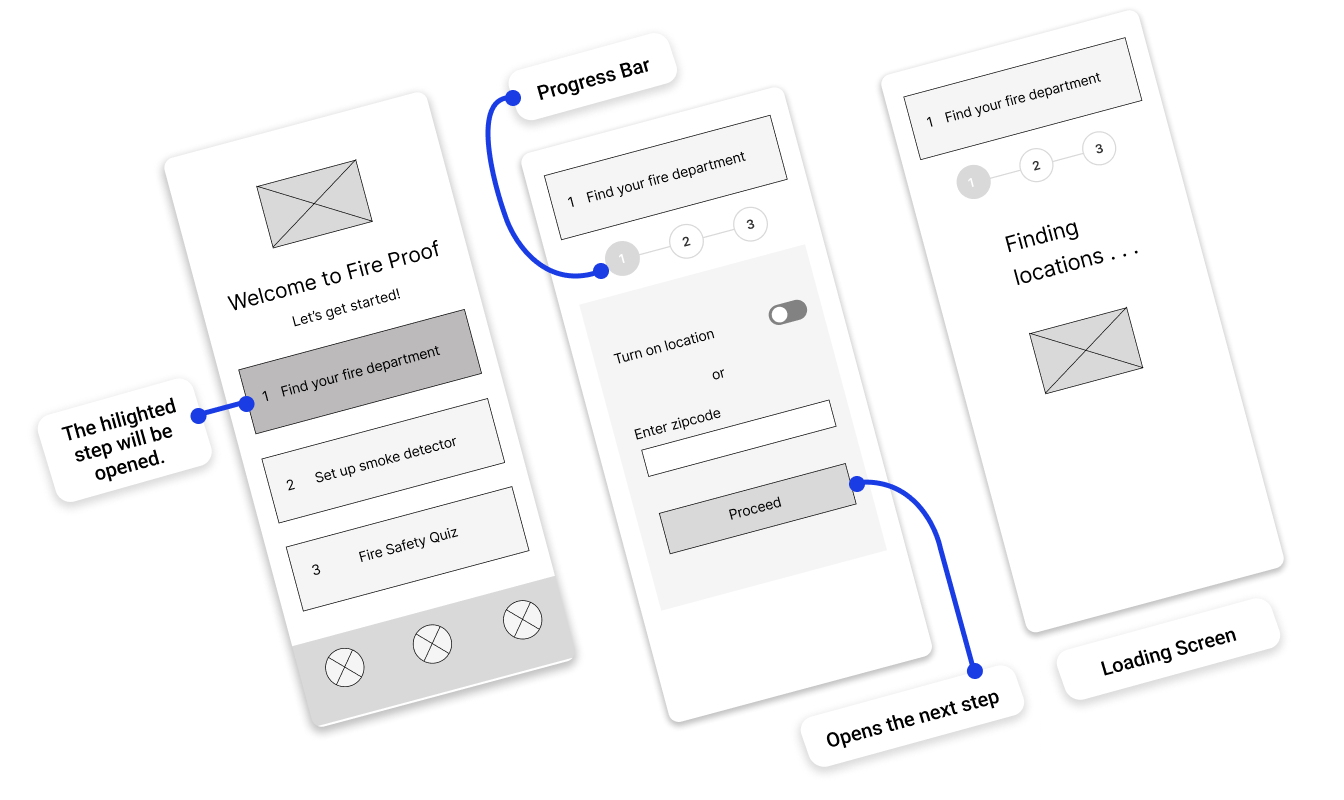 Welcome to Fire Proof
Let's get started!
1 Find your fire department
2 Set up smoke detector
3 Fire Safety Quiz
The hilighted
step will be
opened.
Progress Bar
1 Find your fire department
1 2 3
Turn on location
or
Enter zipcode
Proceed
Opens the next step
1 Find your fire department
1 2 3
Finding
locations . . .
Loading Screen